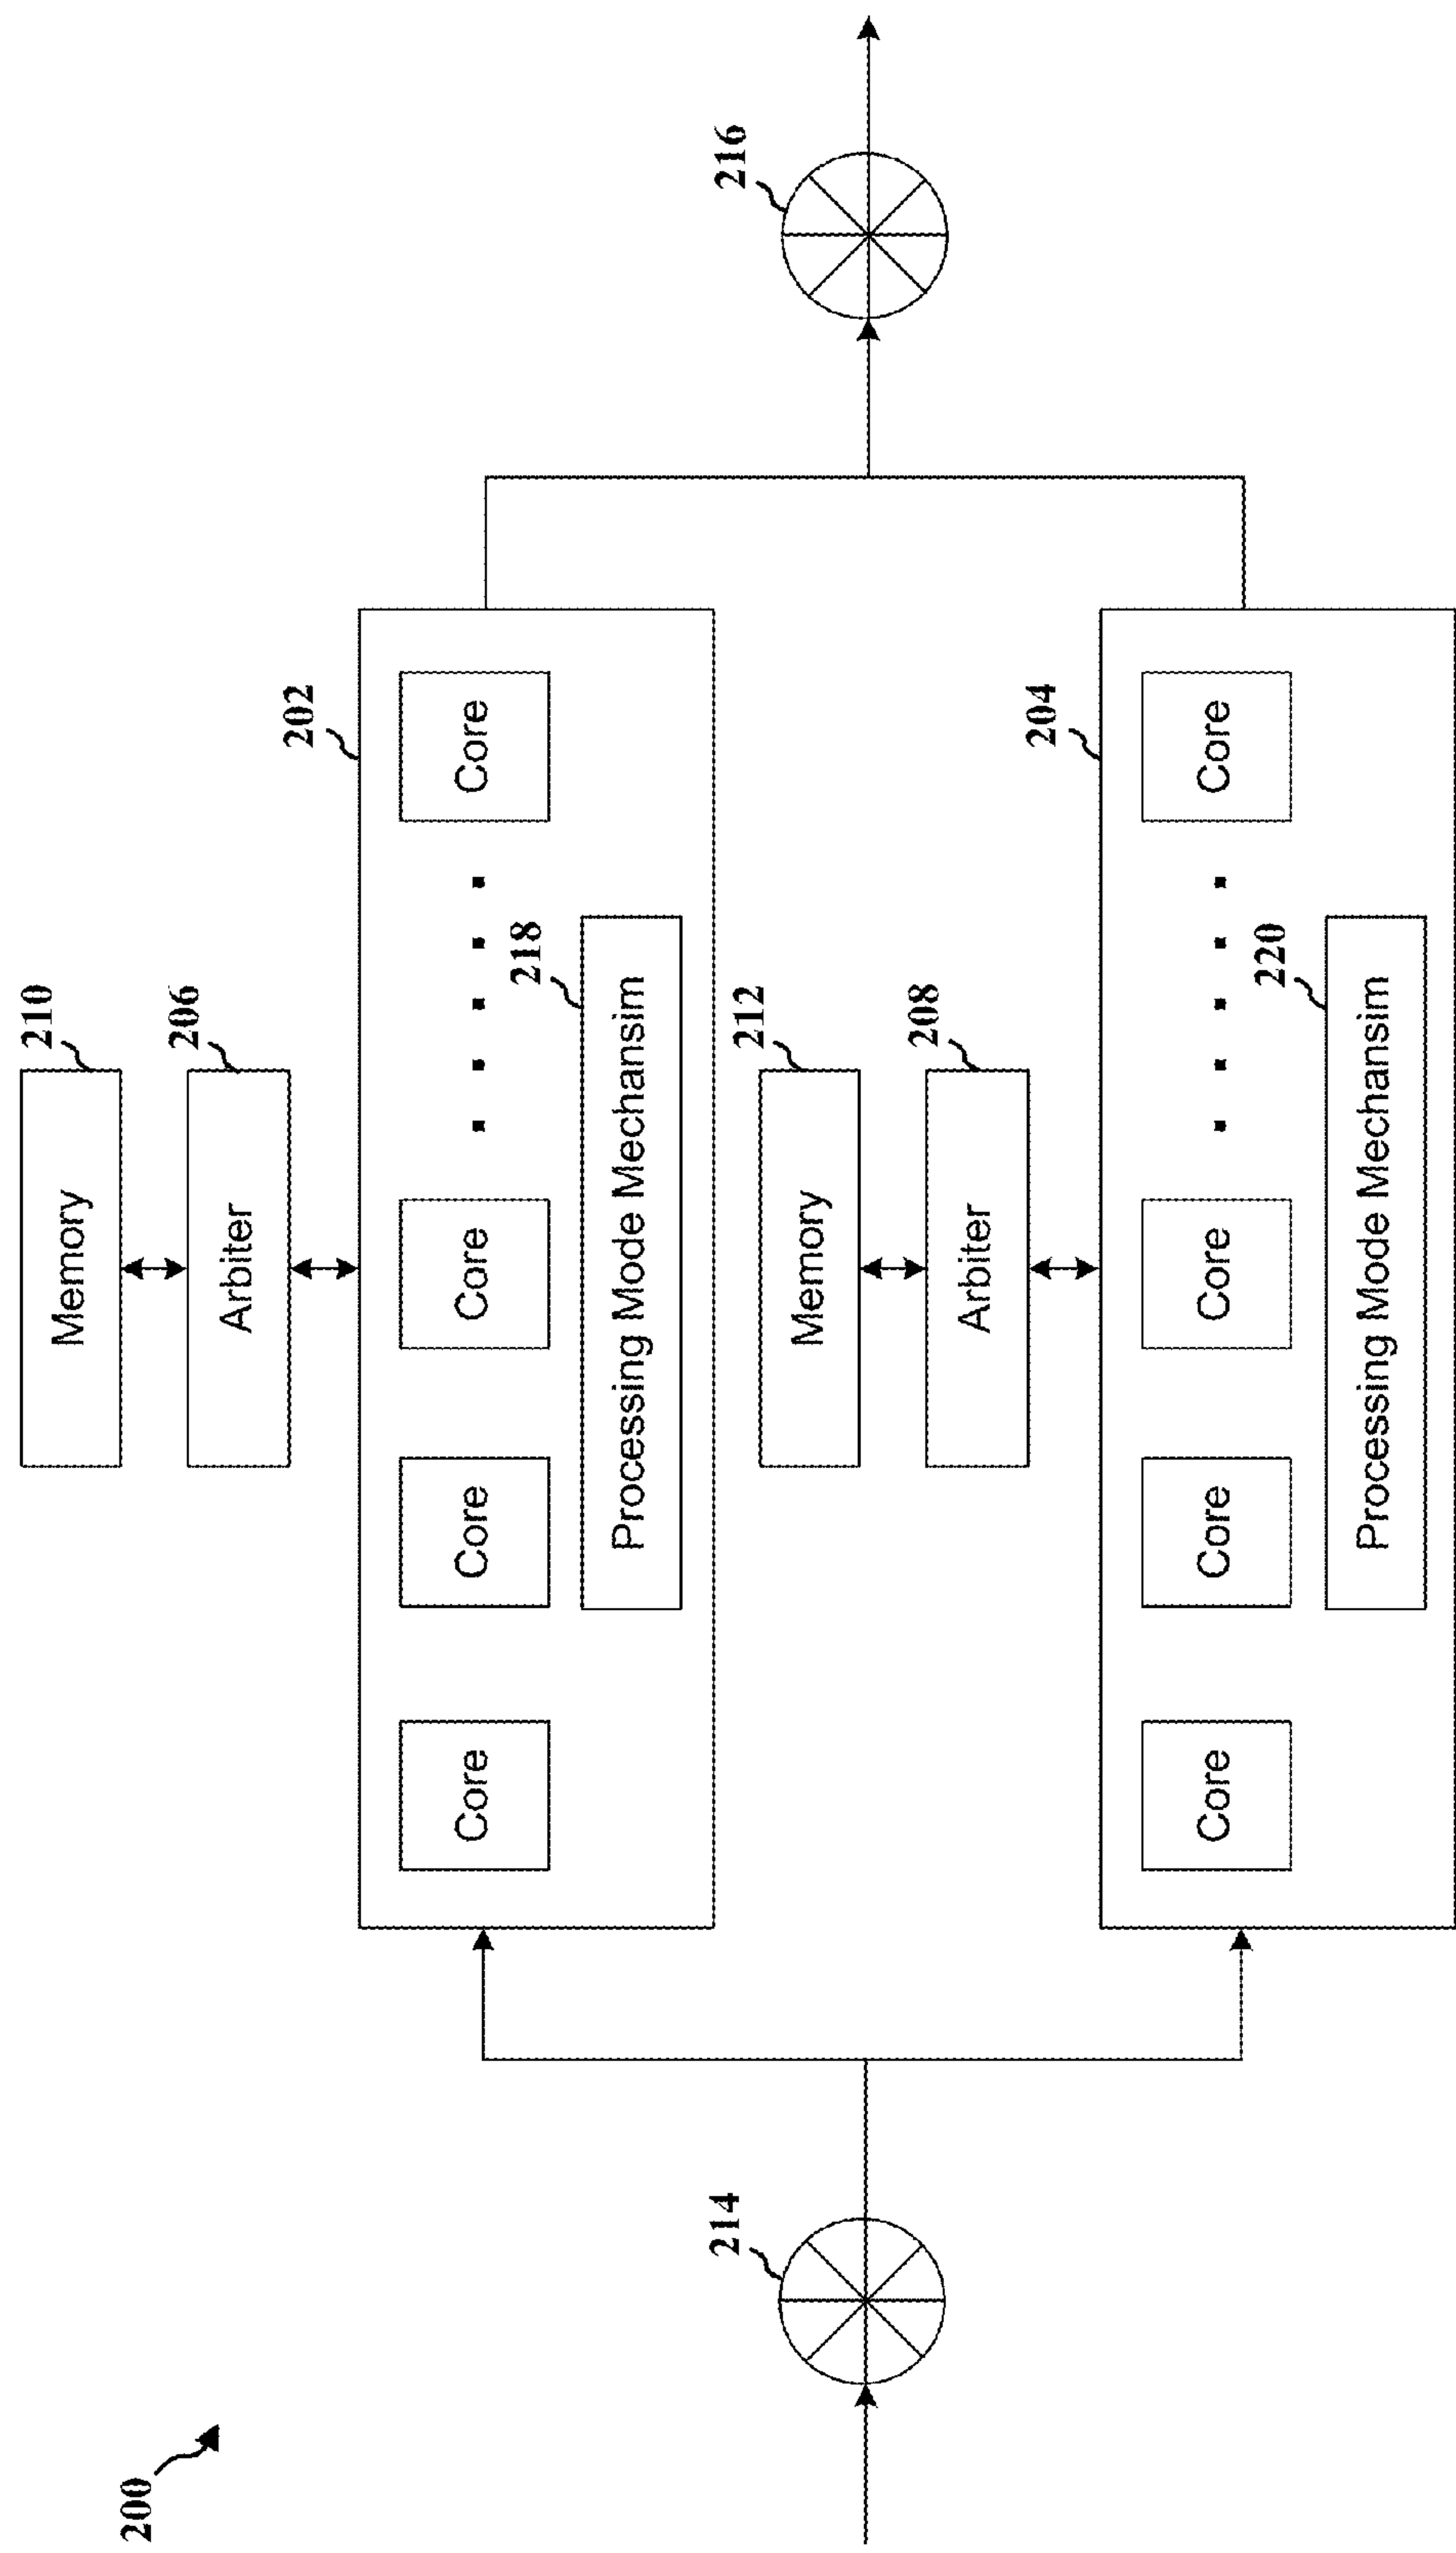 200
210
Memory
206
Arbiter
202
Core
Core
Core
Core
218
Processing Mode Mechansim
214
216
212
Memory
208
Arbiter
204
Core
Core
Core
Core
220
Processing Mode Mechansim